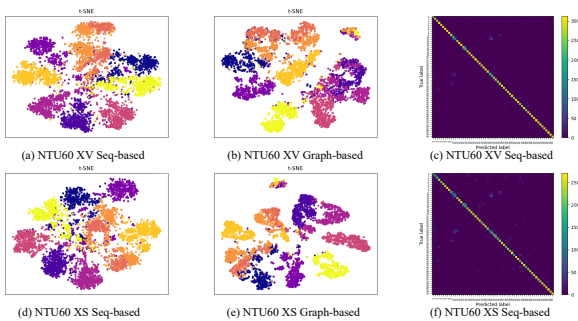 t-SNE
t-SNE
300
250
200
150
100
50
0
True label
Predicted label
(a) NTU60 XV Seq-based
(b) NTU60 XV Graph-based
(c) NTU60 XV Seq-based
t-SNE
t-SNE
250
200
150
100
50
0
True label
Predicted label
(d) NTU60 XS Seq-based
(e) NTU60 XS Graph-based
(f) NTU60 XS Seq-based